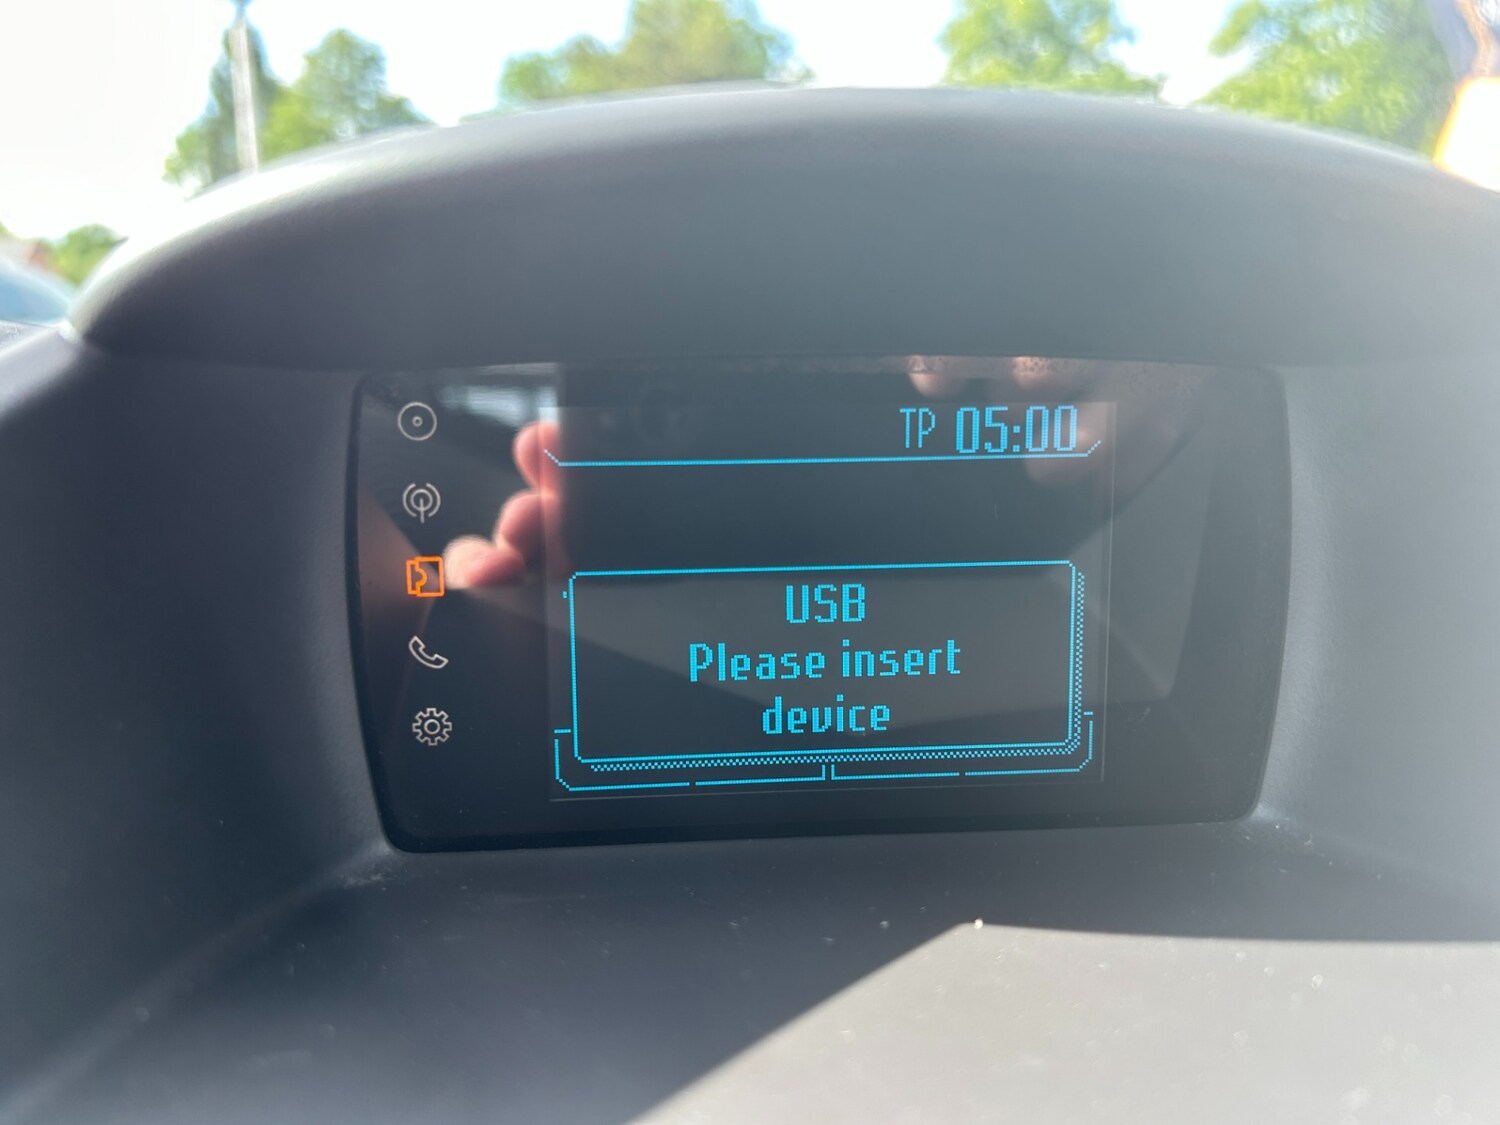 TP 05:00
USB
Please insert
device